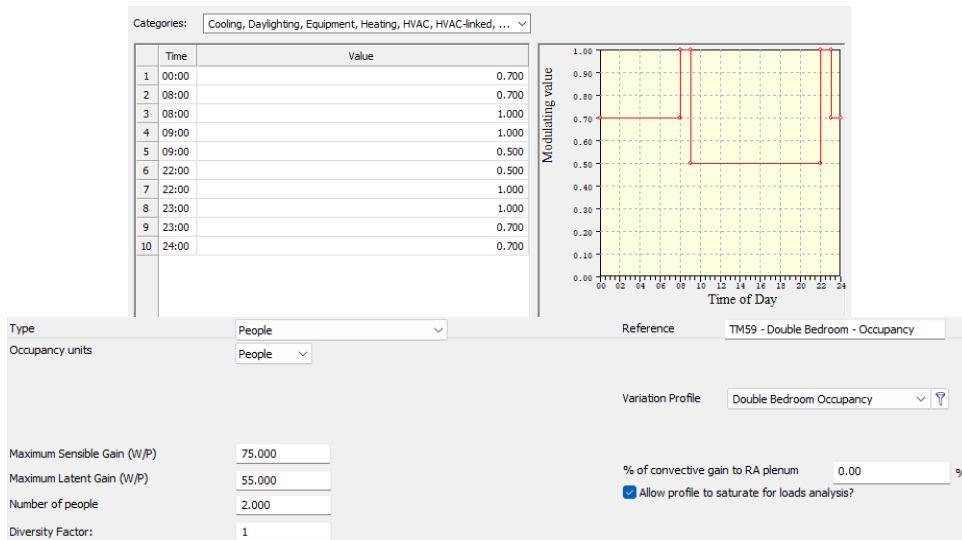 Categories: Cooling, Daylighting, Equipment, Heating, HVAC, HVAC-linked, ...
Time Value
1 00:00 0.700
2 08:00 0.700
3 08:00 1.000
4 09:00 1.000
5 09:00 0.500
6 22:00 0.500
7 22:00 1.000
8 23:00 1.000
9 23:00 0.700
10 24:00 0.700
Modulating value
1.00
0.90
0.80
0.70
0.60
0.50
0.40
0.30
0.20
0.10
0.00
00 02 04 06 08 10 12 14 16 18 20 22 24
Time of Day
Type People Reference TM59 - Double Bedroom - Occupancy
Occupancy units People
Variation Profile Double Bedroom Occupancy
Maximum Sensible Gain (W/P) 75.000
% of convective gain to RA plenum 0.00 %
Maximum Latent Gain (W/P) 55.000
Allow profile to saturate for loads analysis?
Number of people 2.000
Diversity Factor: 1